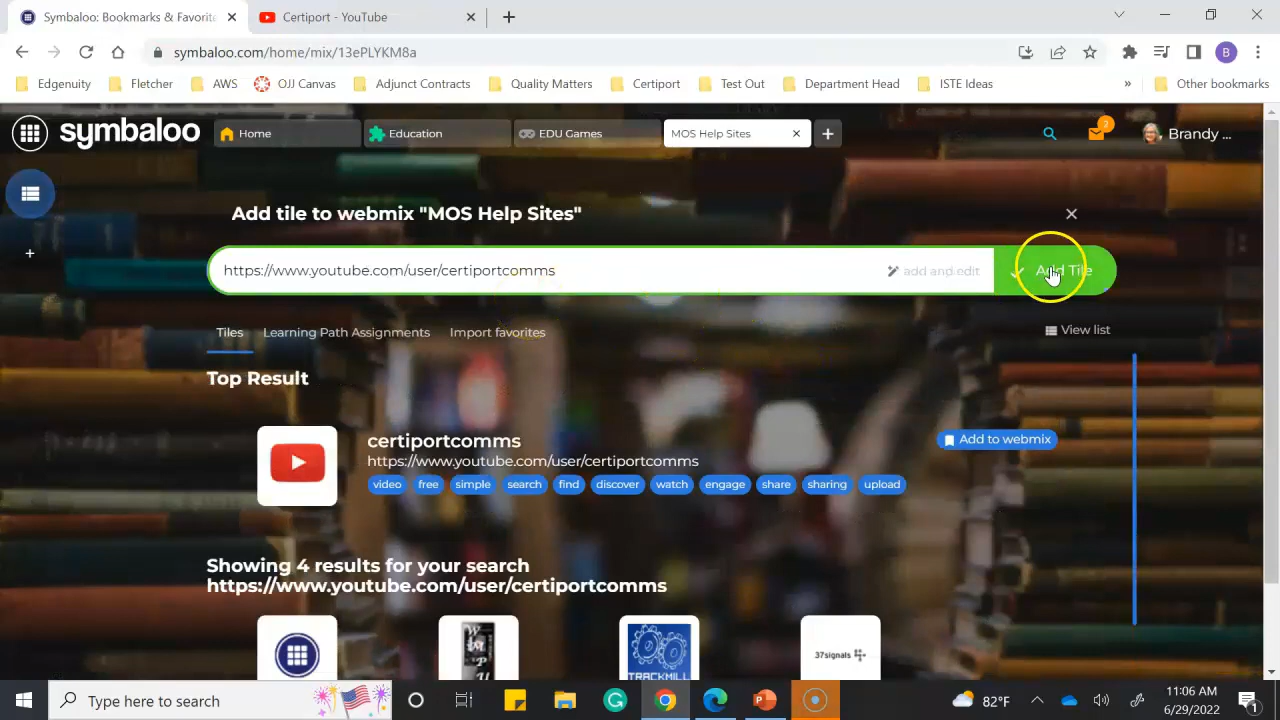 Symbaloo: Bookmarks & Favorite
Certiport - YouTube
symbaloo.com/home/mix/13ePLYKM8a
B
Edgenuity
Fletcher
AWS
OJJ Canvas
Adjunct Contracts
Quality Matters
Certiport
Test Out
Department Head
ISTE Ideas
»
Other bookmarks
symbaloo
Home
Education
EDU Games
MOS Help Sites
2
Brandy ...
Add tile to webmix "MOS Help Sites"
https://www.youtube.com/user/certiportcomms
add and edit
Add Tile
Tiles
Learning Path Assignments
Import favorites
View list
Top Result
certiportcomms
https://www.youtube.com/user/certiportcomms
Add to webmix
video
free
simple
search
find
discover
watch
engage
share
sharing
upload
Showing 4 results for your search
https://www.youtube.com/user/certiportcomms
TRACKMILL
37signals
Type here to search
82°F
11:06 AM
6/29/2022
1